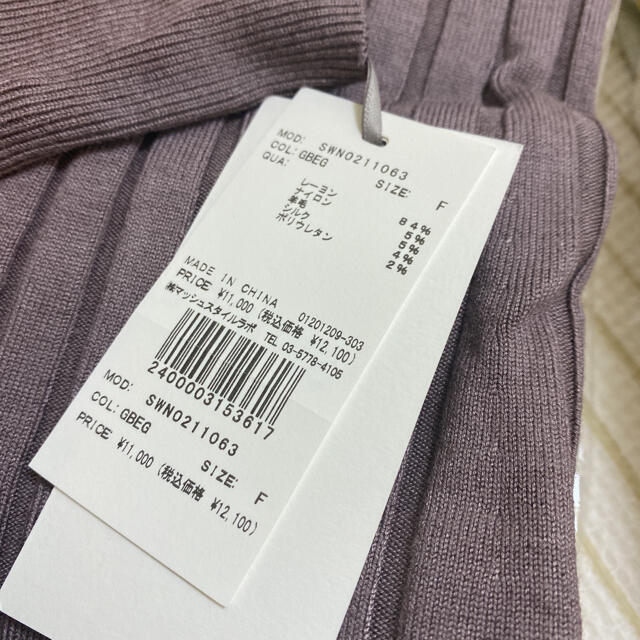 MOD: SWNO211063
COL: GBEG SIZE: F
QUA:
レーヨン 84%
ナイロン 5%
羊毛 5%
シルク 4%
ポリウレタン 2%
MADE IN CHINA 01201209-303
PRICE ¥11,000 (税込価格 ¥12,100)
㈱マッシュスタイルラボ TEL 03-5778-4105
2400003153617
MOD: SWNO211063
COL: GBEG SIZE: F
PRICE ¥11,000 (税込価格 ¥12,100)